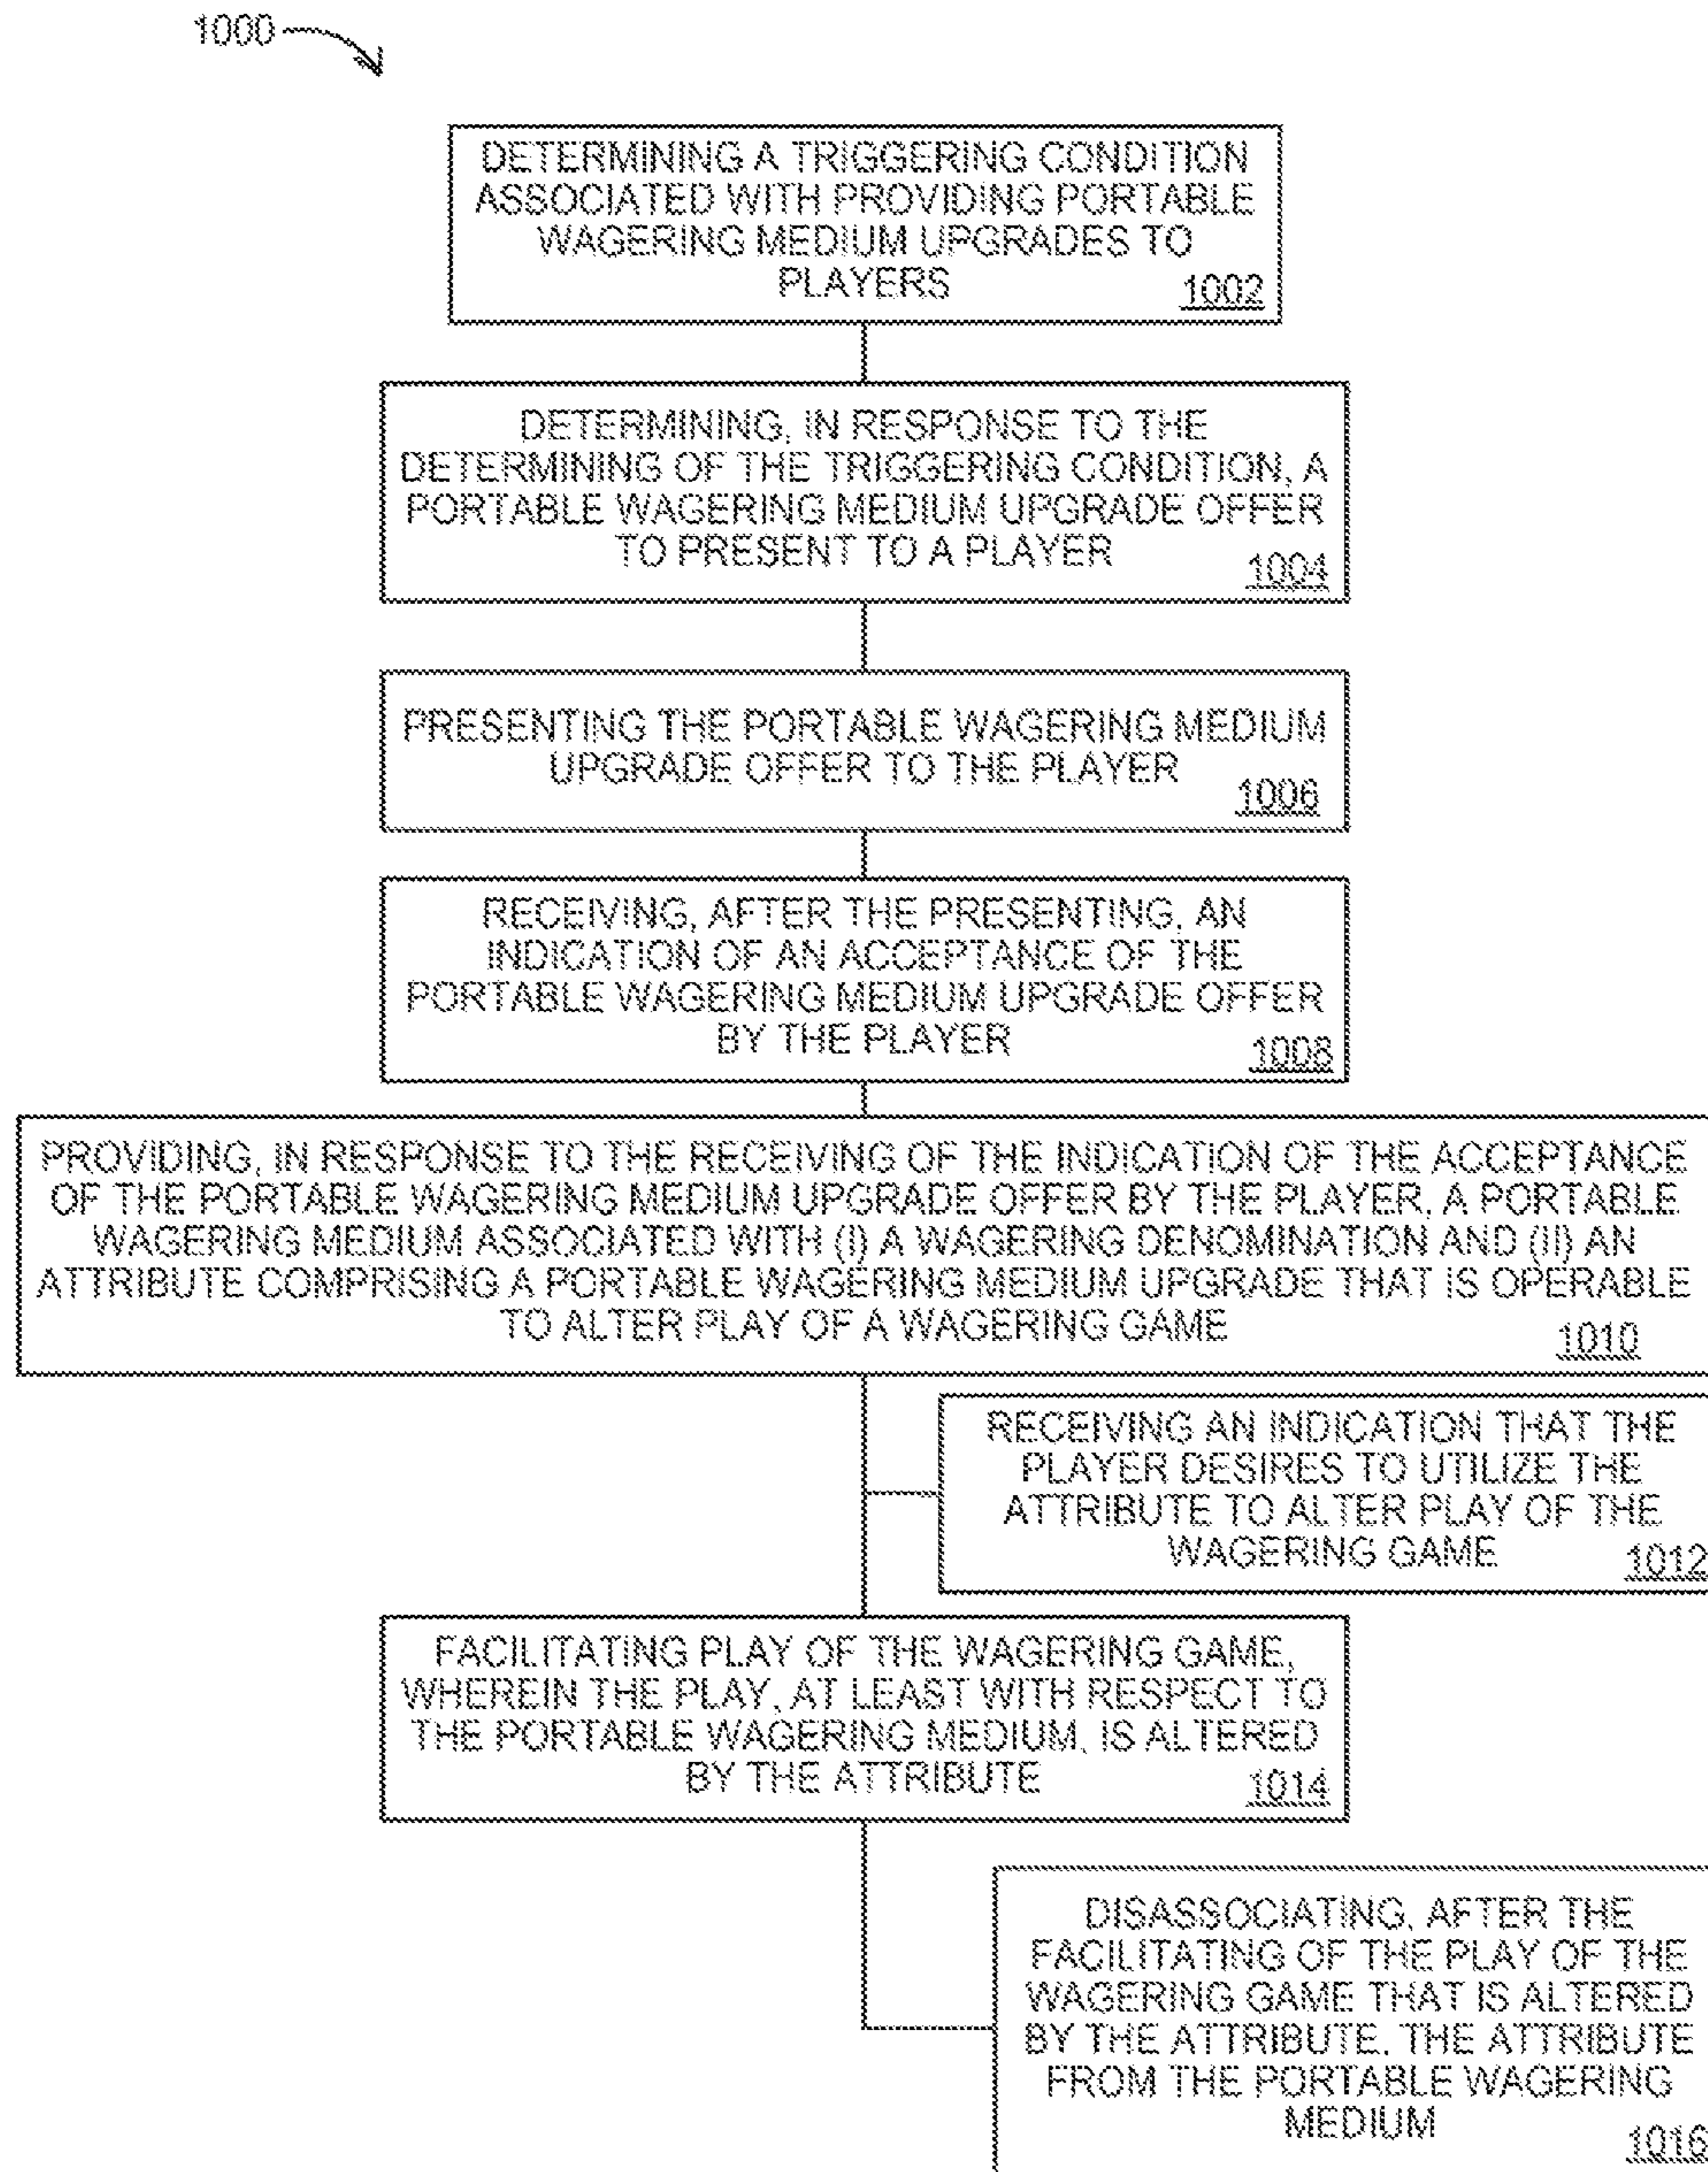 1000
DETERMINING A TRIGGERING CONDITION
ASSOCIATED WITH PROVIDING PORTABLE
WAGERING MEDIUM UPGRADES TO
PLAYERS
1002
DETERMINING, IN RESPONSE TO THE
DETERMINING OF THE TRIGGERING CONDITION, A
PORTABLE WAGERING MEDIUM UPGRADE OFFER
TO PRESENT TO A PLAYER
1004
PRESENTING THE PORTABLE WAGERING MEDIUM
UPGRADE OFFER TO THE PLAYER
1006
RECEIVING, AFTER THE PRESENTING, AN
INDICATION OF AN ACCEPTANCE OF THE
PORTABLE WAGERING MEDIUM UPGRADE OFFER
BY THE PLAYER
1008
PROVIDING, IN RESPONSE TO THE RECEIVING OF THE INDICATION OF THE ACCEPTANCE
OF THE PORTABLE WAGERING MEDIUM UPGRADE OFFER BY THE PLAYER, A PORTABLE
WAGERING MEDIUM ASSOCIATED WITH (I) A WAGERING DENOMINATION AND (II) AN
ATTRIBUTE COMPRISING A PORTABLE WAGERING MEDIUM UPGRADE THAT IS OPERABLE
TO ALTER PLAY OF A WAGERING GAME
1010
RECEIVING AN INDICATION THAT THE
PLAYER DESIRES TO UTILIZE THE
ATTRIBUTE TO ALTER PLAY OF THE
WAGERING GAME
1012
FACILITATING PLAY OF THE WAGERING GAME,
WHEREIN THE PLAY, AT LEAST WITH RESPECT TO
THE PORTABLE WAGERING MEDIUM, IS ALTERED
BY THE ATTRIBUTE
1014
DISASSOCIATING, AFTER THE
FACILITATING OF THE PLAY OF THE
WAGERING GAME THAT IS ALTERED
BY THE ATTRIBUTE, THE ATTRIBUTE
FROM THE PORTABLE WAGERING
MEDIUM
1016